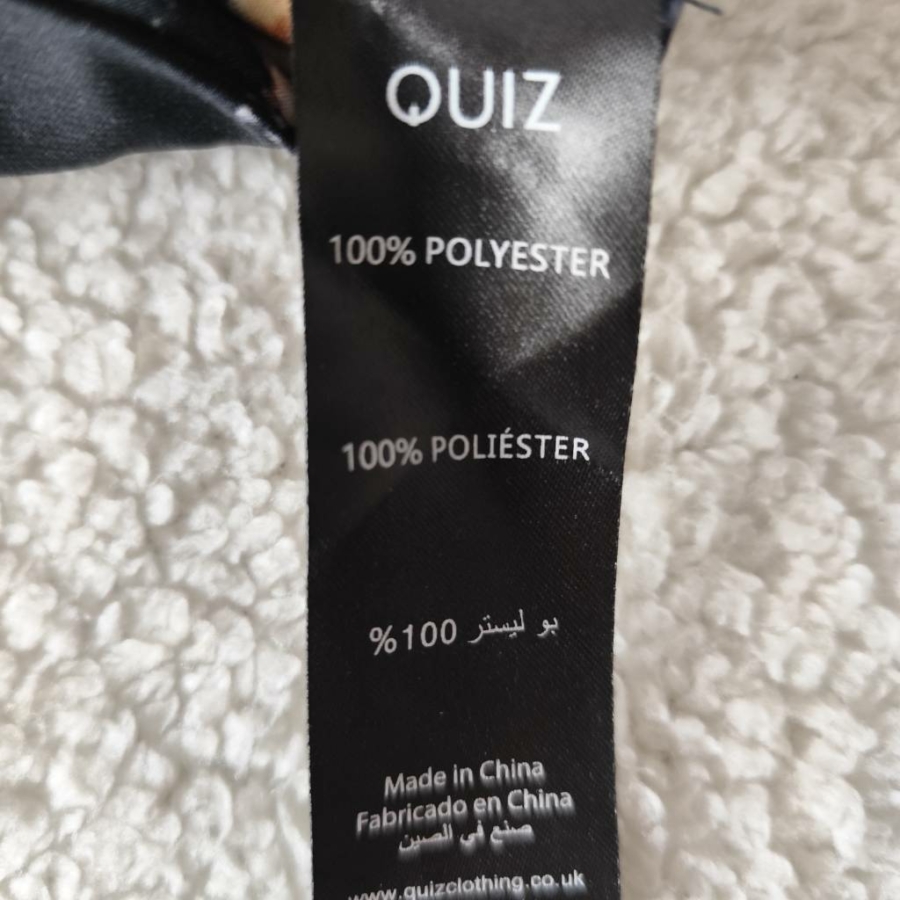 QUIZ
100% POLYESTER
100% POLIÉSTER
بو ليستر 100%
Made in China
Fabricado en China
صنع في الصين
www.quizclothing.co.uk